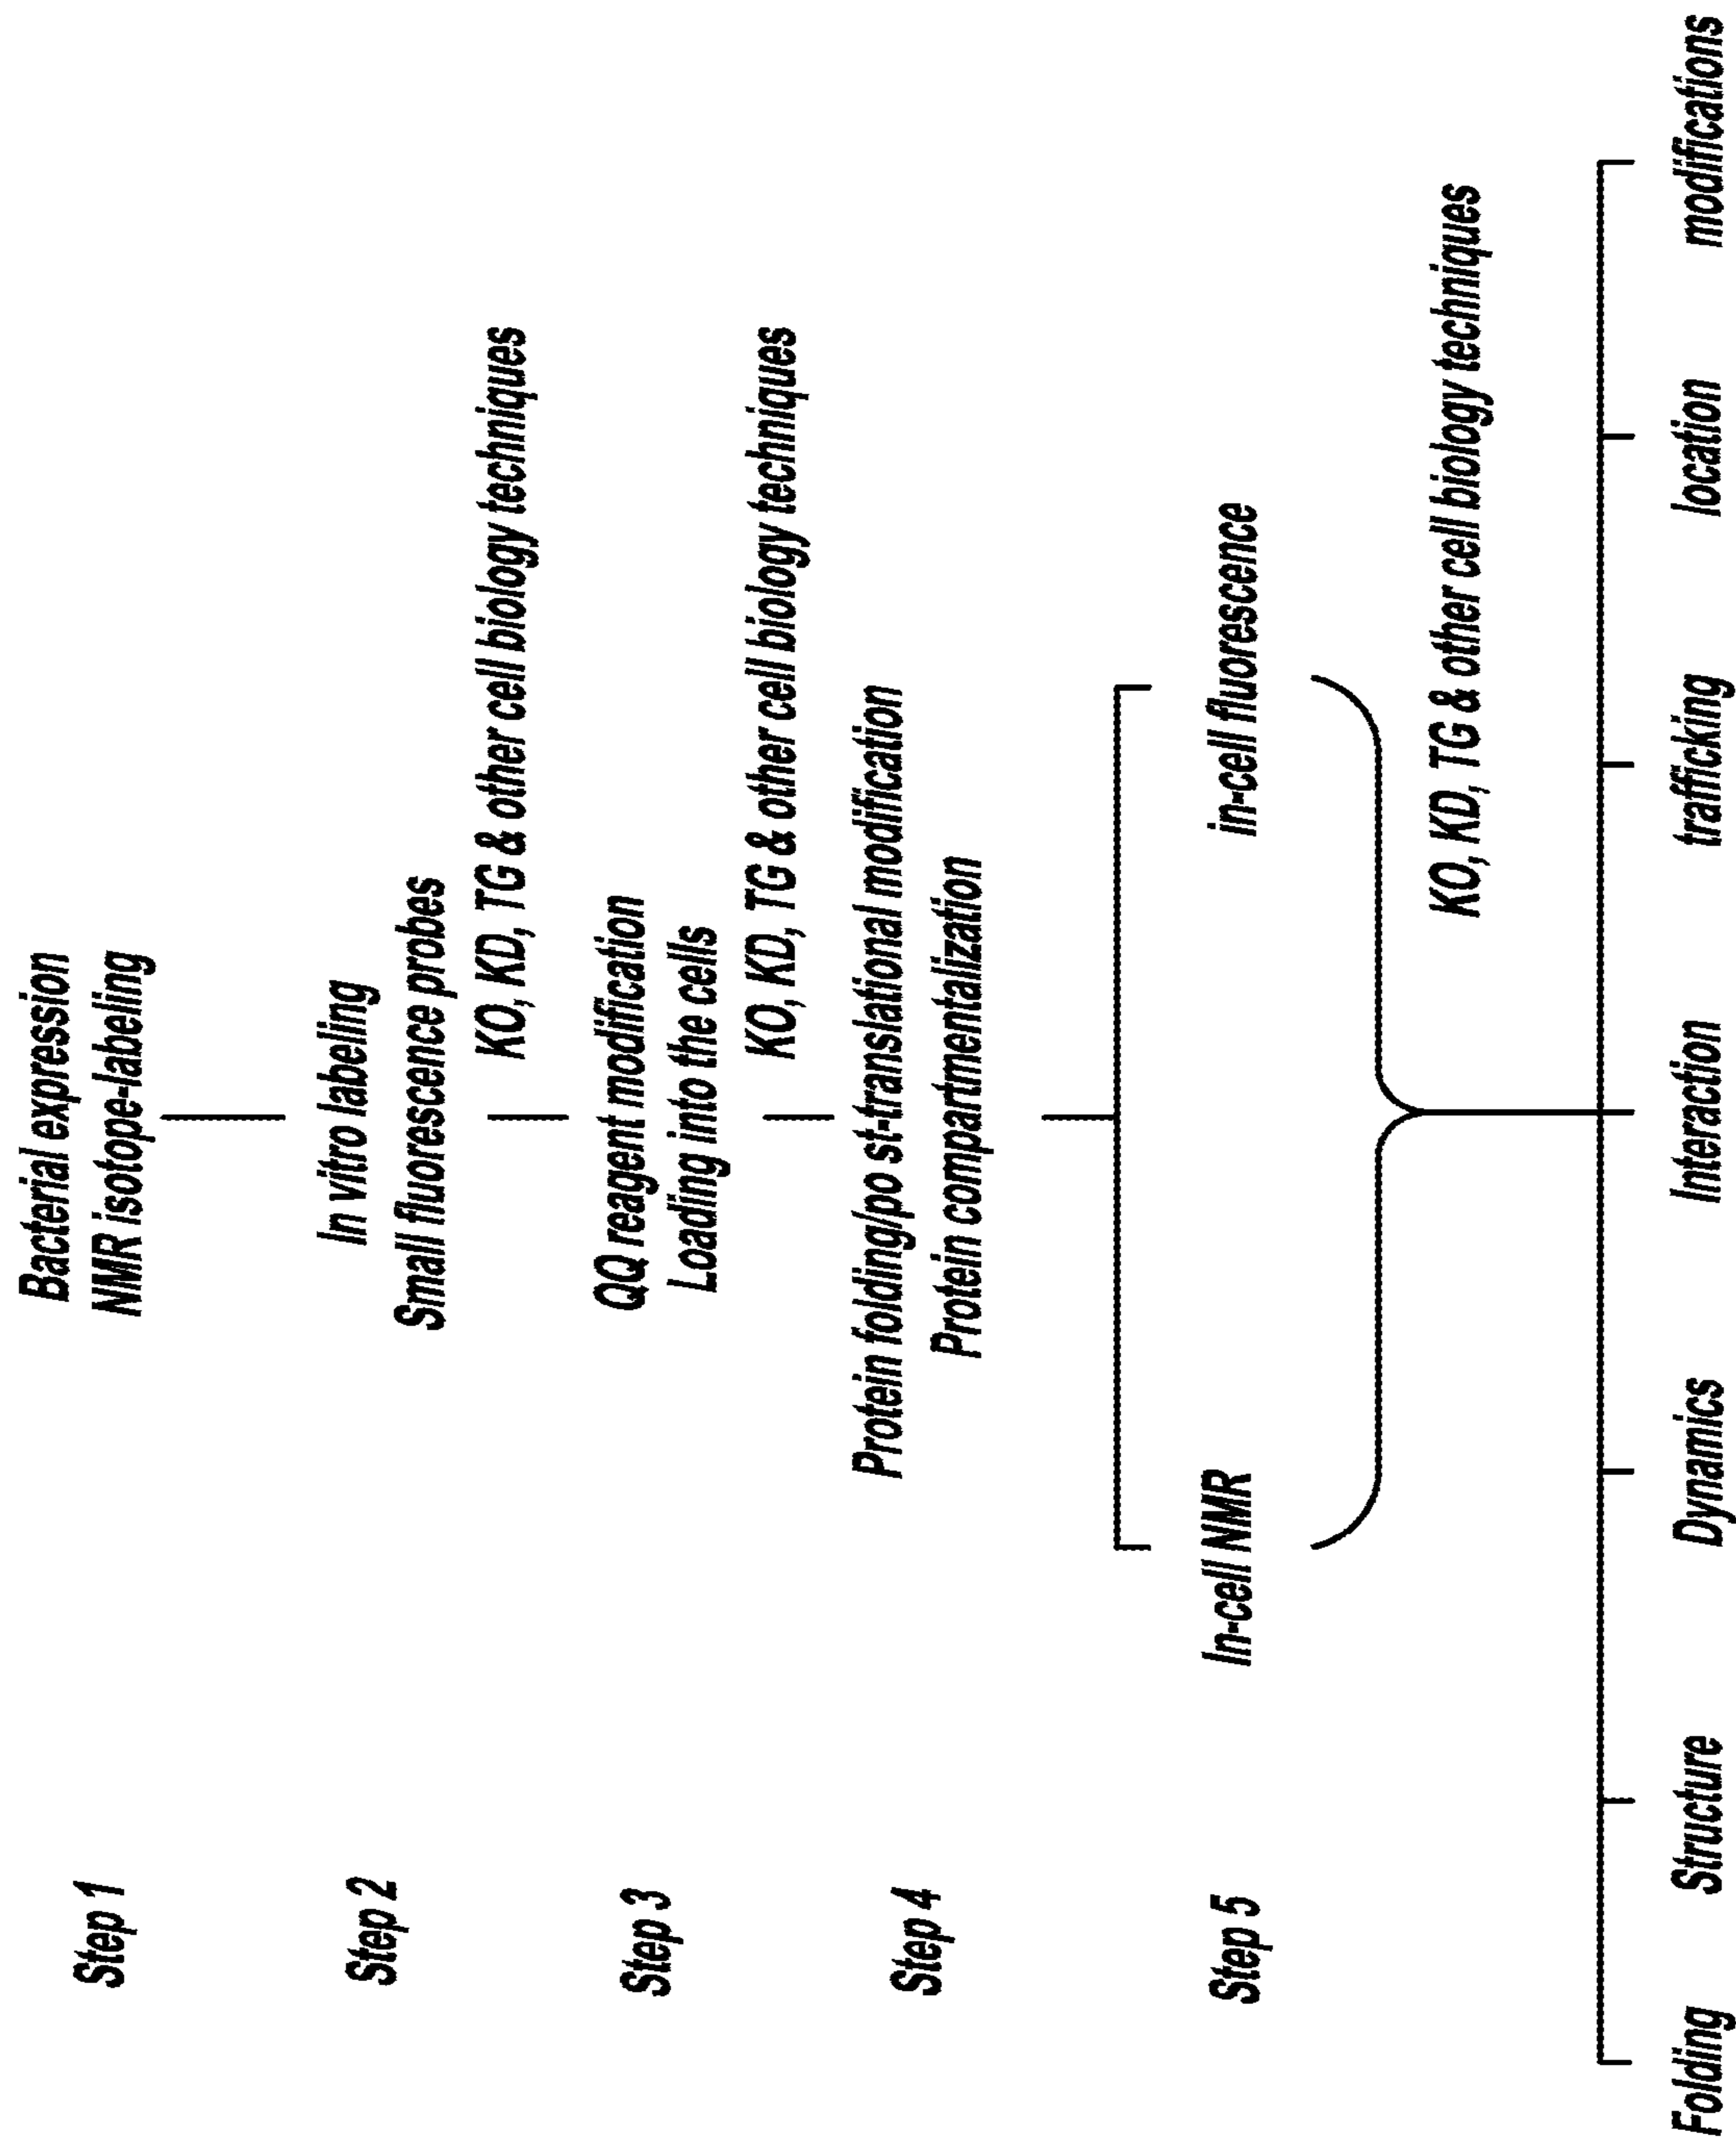 Step 1
Bacterial expression
NMR isotope-labeling
Step 2
In vitro labeling
Small fluorescence probes
KO, KD, TG & other cell biology techniques
Step 3
QQ reagent modification
Loading into the cells
KO, KD, TG & other cell biology techniques
Step 4
Protein folding/po st-translational modification
Protein compartmentalization
Step 5
In-cell NMR
in-cell fluorescence
KO, KD, TG & other cell biology techniques
Folding Structure Dynamics Interaction trafficking location modifications